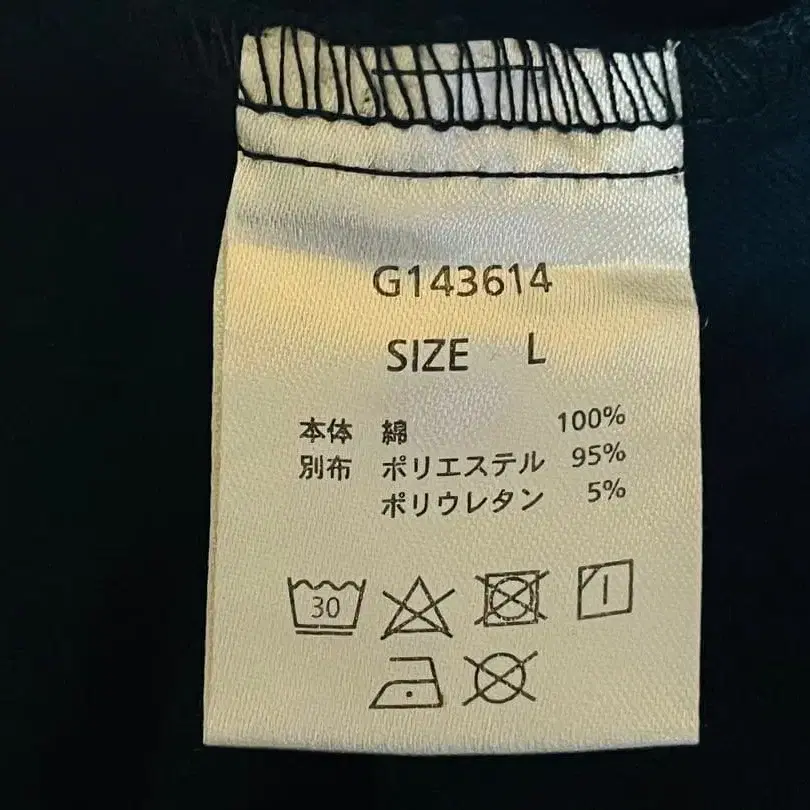 G143614
SIZE L
本体 綿 100%
別布 ポリエステル 95%
ポリウレタン 5%
30